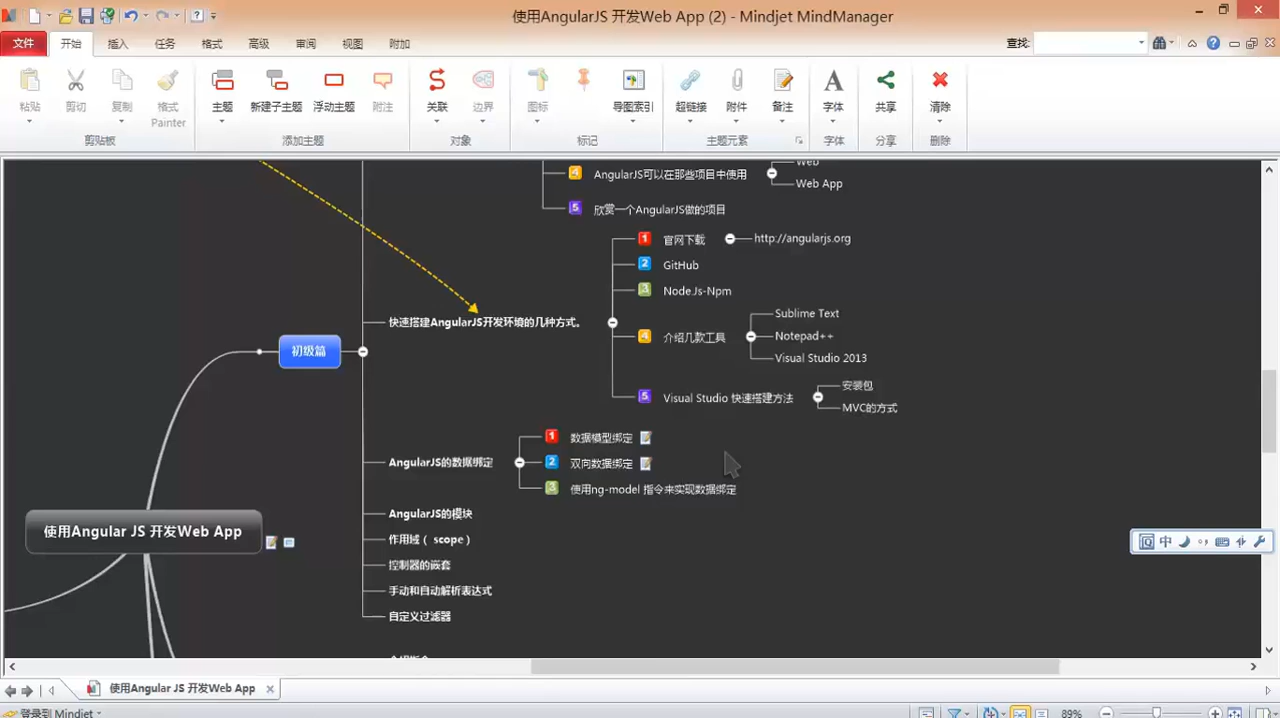 使用AngularJS 开发Web App (2) - Mindjet MindManager
文件 开始 插入 任务 格式 高级 审阅 视图 附加 查找:
粘贴 剪切 复制 格式 Painter 主题 新建子主题 浮动主题 附注 关联 边界 图标 导图索引 超链接 附件 备注 字体 共享 清除
剪贴板 添加主题 对象 标记 主题元素 字体 分享 删除
Web
4 AngularJS可以在那些项目中使用
Web App
5 欣赏一个AngularJS做的项目
1 官网下载 http://angularjs.org
2 GitHub
3 Node.Js-Npm
快速搭建AngularJS开发环境的几种方式。
4 介绍几款工具
Sublime Text
Notepad++
Visual Studio 2013
初级篇
5 Visual Studio 快速搭建方法
安装包
MVC的方式
AngularJS的数据绑定
1 数据模型绑定
2 双向数据绑定
3 使用ng-model 指令来实现数据绑定
AngularJS的模块
使用Angular JS 开发Web App
作用域（ scope）
控制器的嵌套
手动和自动解析表达式
自定义过滤器
中
使用Angular JS 开发Web App
登录到 Mindjet
89%